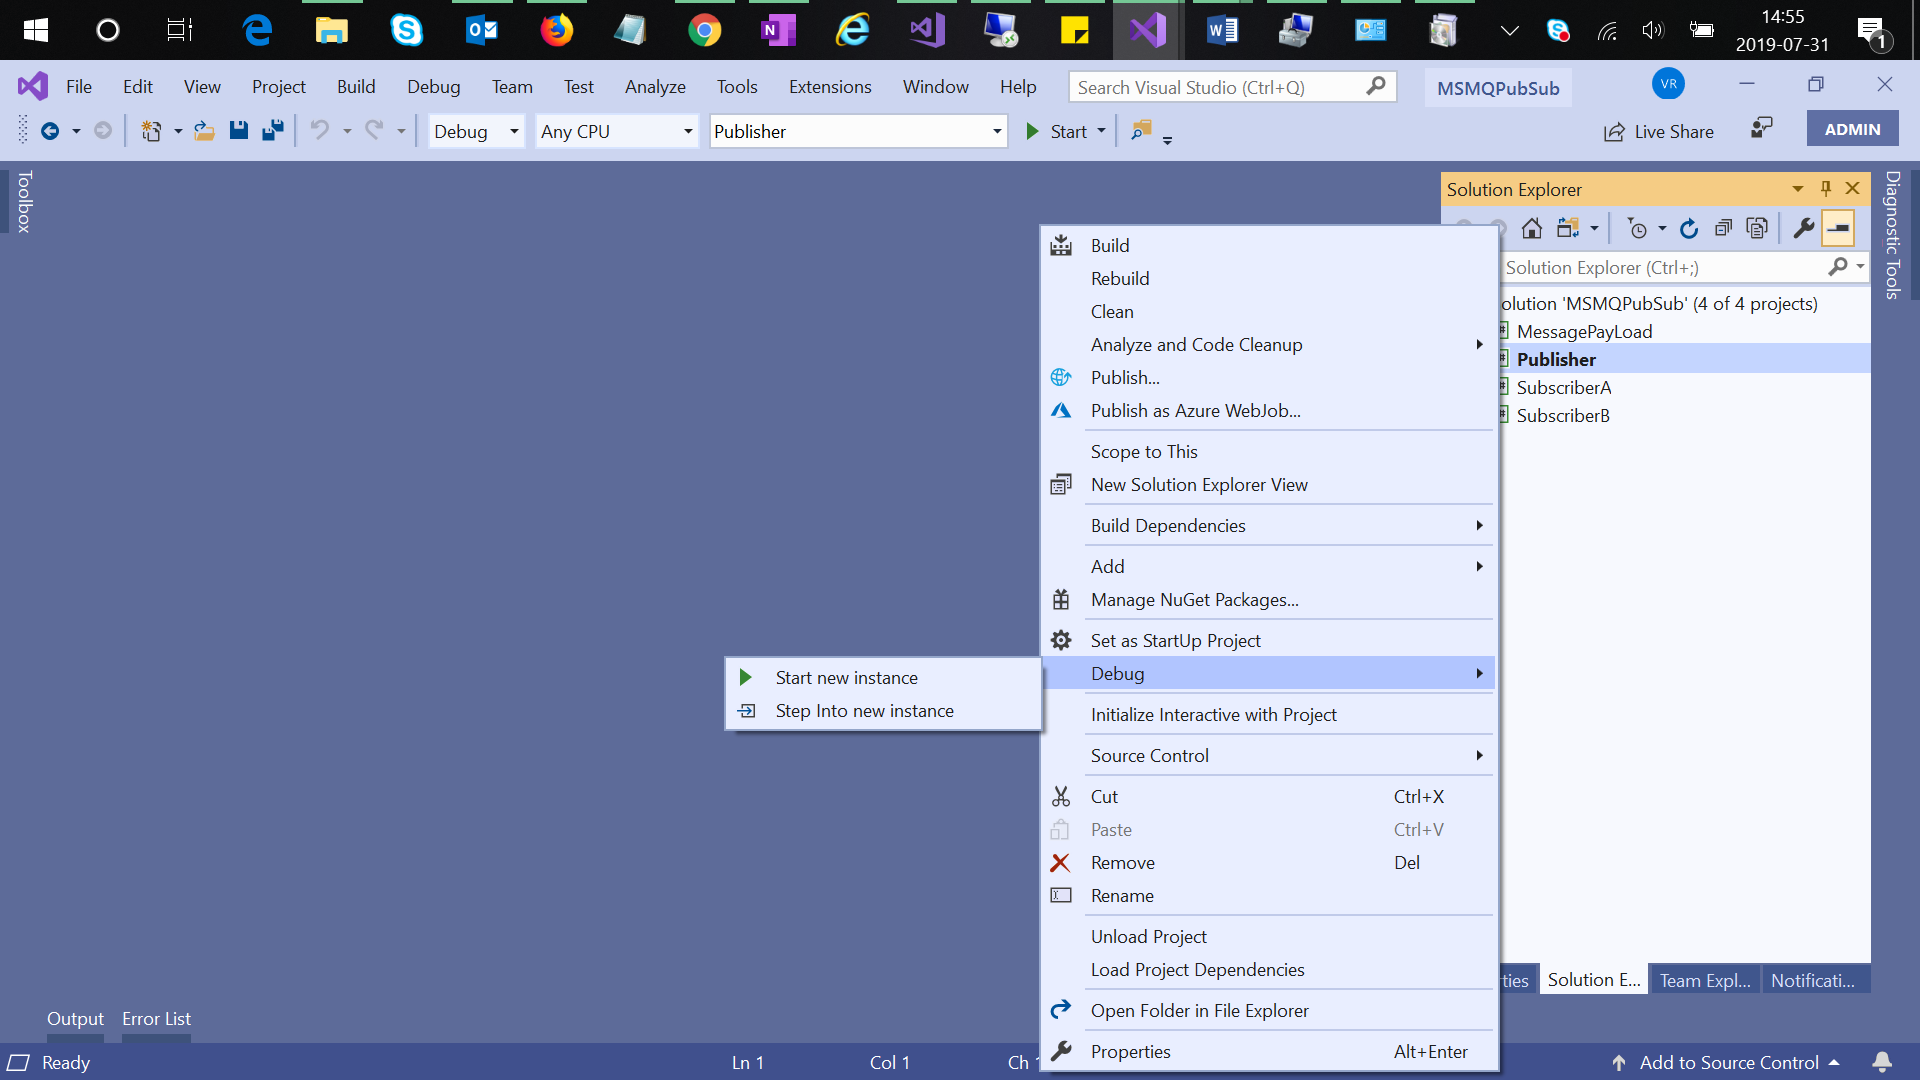 14:55
2019-07-31
1
File Edit View Project Build Debug Team Test Analyze Tools Extensions Window Help Search Visual Studio (Ctrl+Q) MSMQPubSub VR
Debug Any CPU Publisher Start Live Share ADMIN
Toolbox
Solution Explorer
Diagnostic Tools
Solution Explorer (Ctrl+;)
olution 'MSMQPubSub' (4 of 4 projects)
MessagePayLoad
Publisher
SubscriberA
SubscriberB
Build
Rebuild
Clean
Analyze and Code Cleanup
Publish...
Publish as Azure WebJob...
Scope to This
New Solution Explorer View
Build Dependencies
Add
Manage NuGet Packages...
Set as StartUp Project
Debug
Start new instance
Step Into new instance
Initialize Interactive with Project
Source Control
Cut Ctrl+X
Paste Ctrl+V
Remove Del
Rename
Unload Project
Load Project Dependencies
Open Folder in File Explorer
Properties Alt+Enter
ties Solution E... Team Expl... Notificati...
Output Error List
Ready Ln 1 Col 1 Ch 1 Add to Source Control